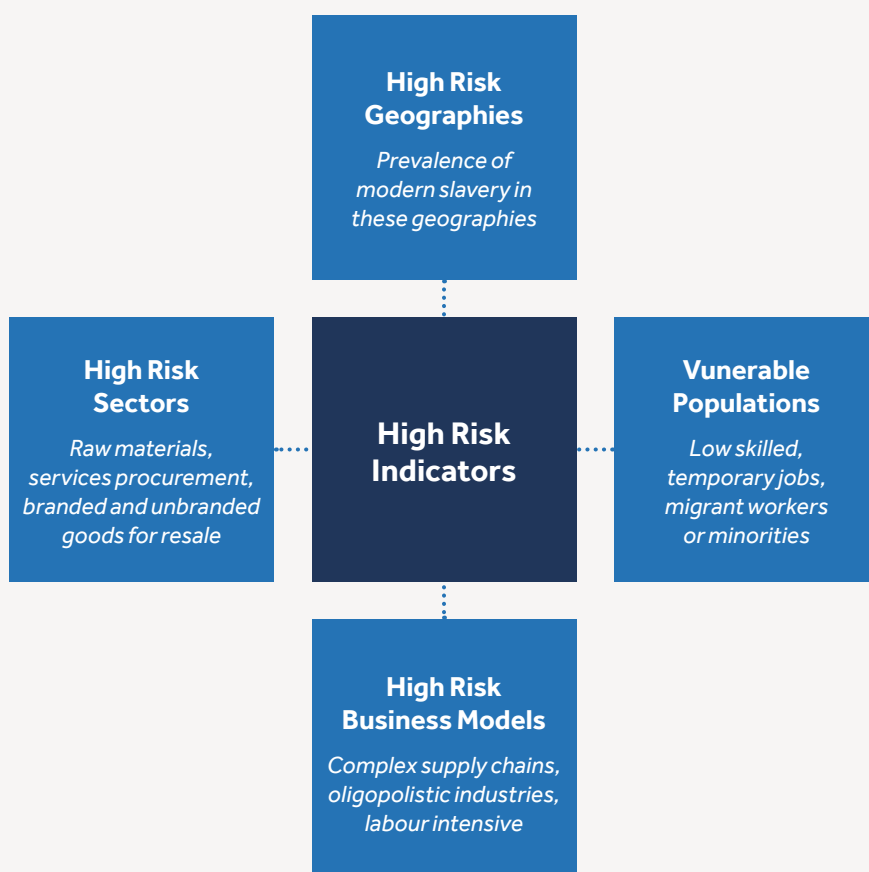 High Risk
Geographies
Prevalence of
modern slavery in
these geographies
High Risk
Sectors
Raw materials,
services procurement,
branded and unbranded
goods for resale
High Risk
Indicators
Vunerable
Populations
Low skilled,
temporary jobs,
migrant workers
or minorities
High Risk
Business Models
Complex supply chains,
oligopolistic industries,
labour intensive